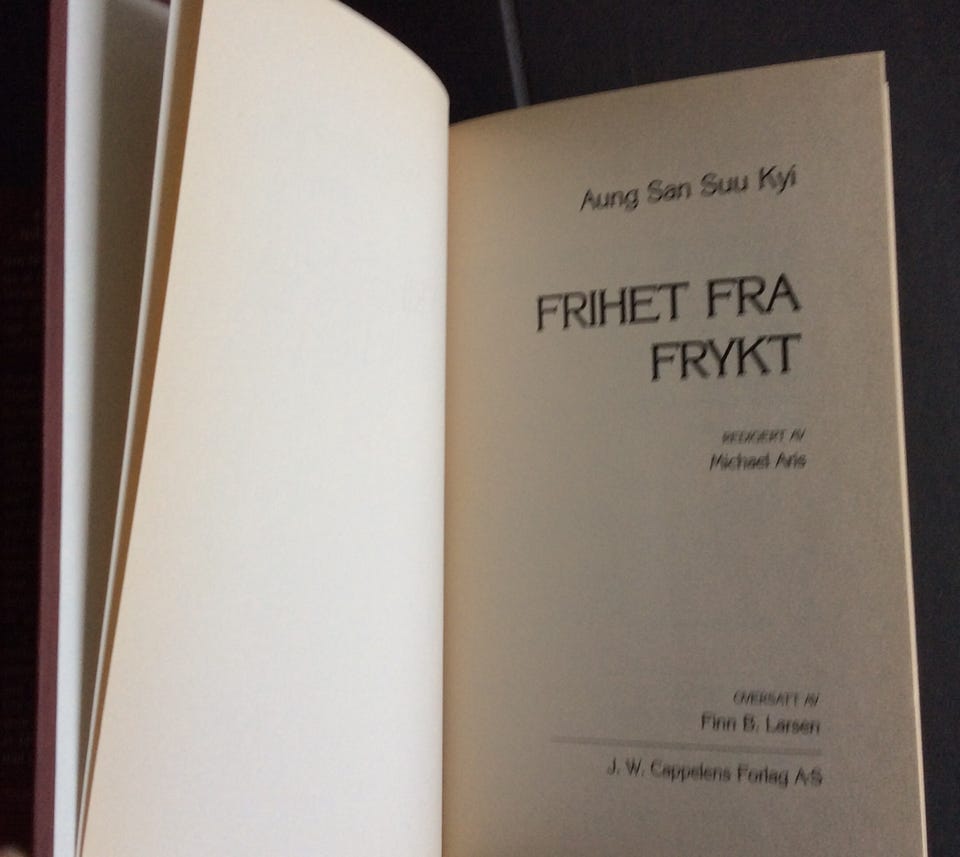 Aung San Suu Kyi
FRIHET FRA
FRYKT
REDIGERT AV
Michael Aris
OVERSATT AV
Finn B. Larsen
J. W. Cappelens Forlag A·S